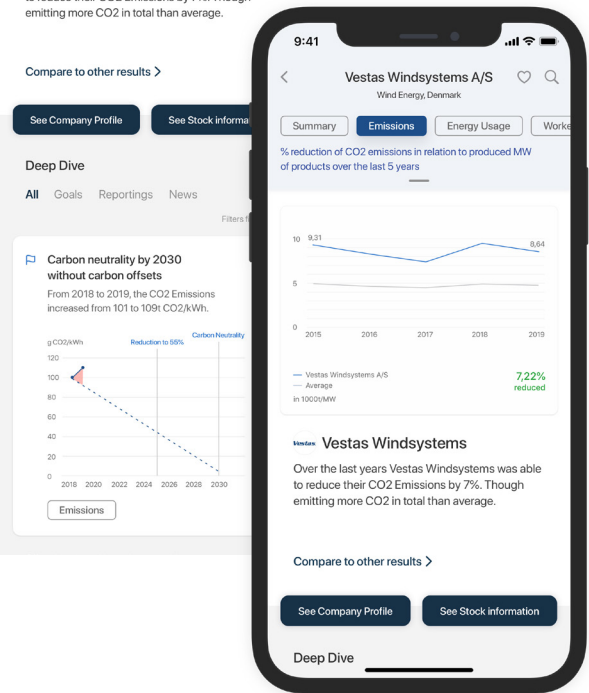 emitting more CO2 in total than average.
Compare to other results >
See Company Profile
See Stock informa
Deep Dive
All Goals Reportings News
Filters
Carbon neutrality by 2030
without carbon offsets
From 2018 to 2019, the CO2 Emissions
increased from 101 to 109t CO2/kWh.
g CO2/kWh
Reduction to 55%
Carbon Neutrality
120
100
80
60
40
20
0
2018 2020 2022 2024 2026 2028 2030
Emissions
9:41
Vestas Windsystems A/S
Wind Energy, Denmark
Summary
Emissions
Energy Usage
Worke
% reduction of CO2 emissions in relation to produced MW
of products over the last 5 years
10
9,31
8,64
5
0
2015 2016 2017 2018 2019
Vestas Windsystems A/S
Average
in 1000t/MW
7,22%
reduced
Vestas
Vestas Windsystems
Over the last years Vestas Windsystems was able
to reduce their CO2 Emissions by 7%. Though
emitting more CO2 in total than average.
Compare to other results >
See Company Profile
See Stock information
Deep Dive